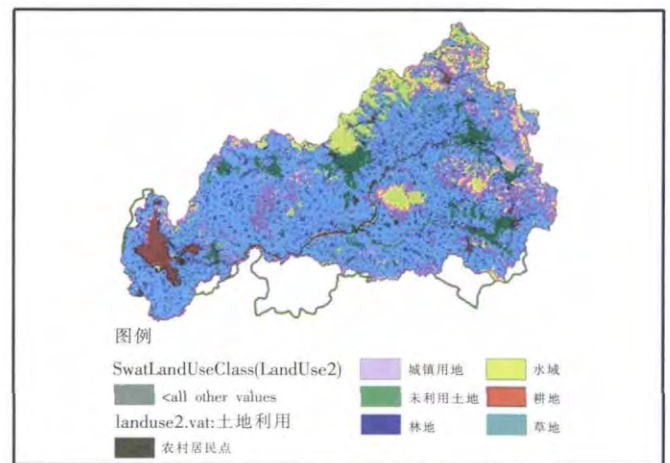 图例
SwatLandUseClass(LandUse2)
<all other values
landuse2.vat:土地利用
农村居民点
城镇用地
未利用土地
林地
水域
耕地
草地